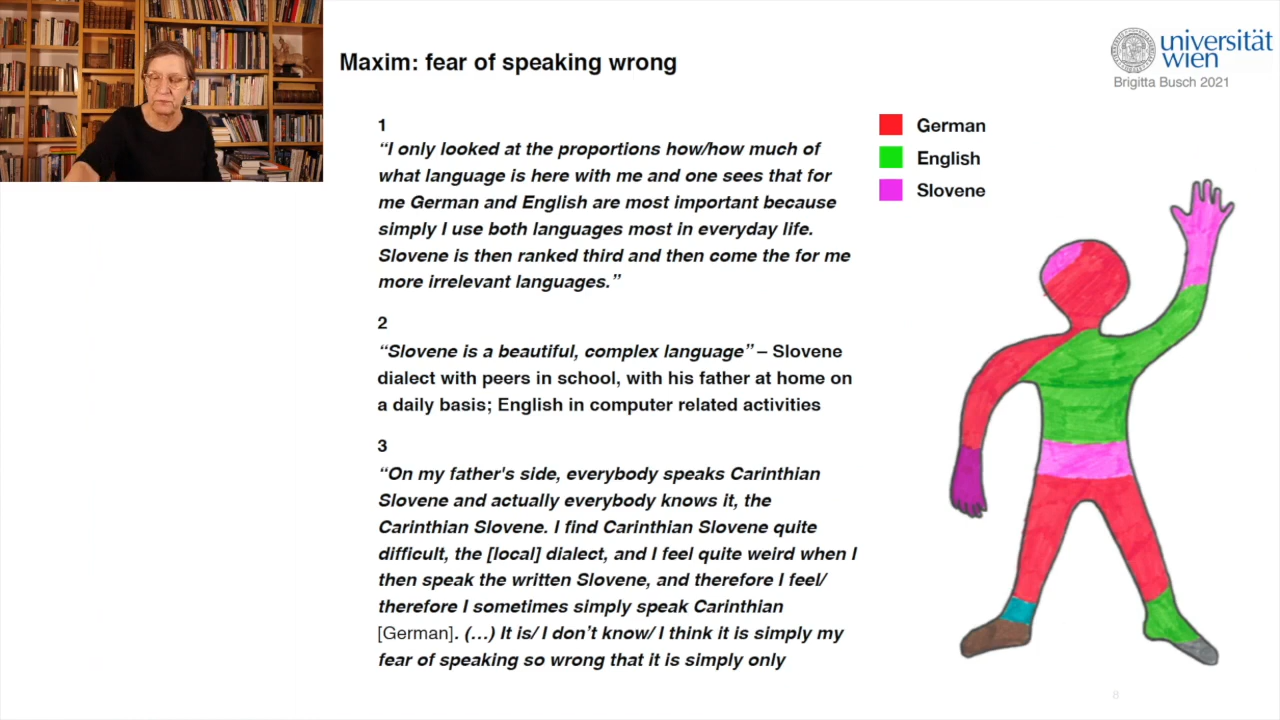 Maxim: fear of speaking wrong
universität
wien
Brigitta Busch 2021
1
“I only looked at the proportions how/how much of
what language is here with me and one sees that for
me German and English are most important because
simply I use both languages most in everyday life.
Slovene is then ranked third and then come the for me
more irrelevant languages.”
2
“Slovene is a beautiful, complex language” – Slovene
dialect with peers in school, with his father at home on
a daily basis; English in computer related activities
3
“On my father's side, everybody speaks Carinthian
Slovene and actually everybody knows it, the
Carinthian Slovene. I find Carinthian Slovene quite
difficult, the [local] dialect, and I feel quite weird when I
then speak the written Slovene, and therefore I feel/
therefore I sometimes simply speak Carinthian
[German]. (…) It is/ I don’t know/ I think it is simply my
fear of speaking so wrong that it is simply only
German
English
Slovene
8